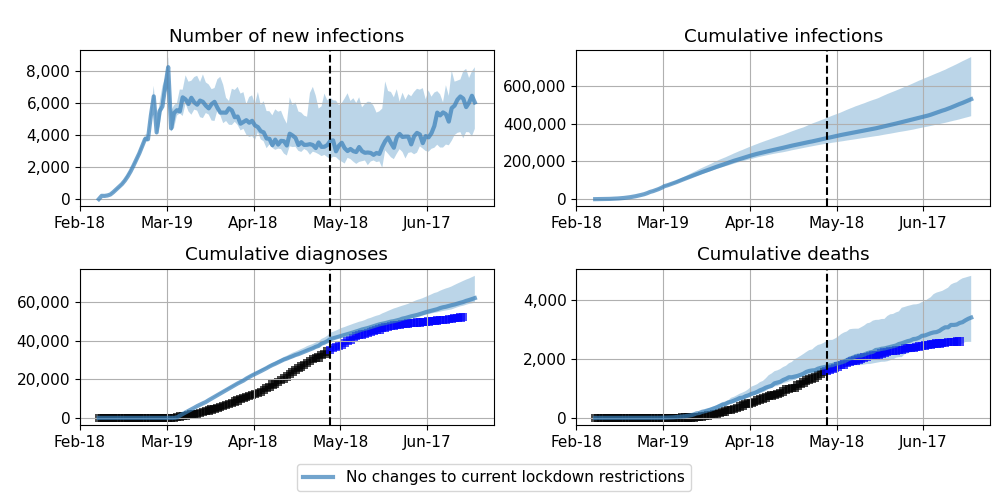 Number of new infections
8,000
6,000
4,000
2,000
0
Feb-18 Mar-19 Apr-18 May-18 Jun-17
Cumulative infections
600,000
400,000
200,000
0
Feb-18 Mar-19 Apr-18 May-18 Jun-17
Cumulative diagnoses
60,000
40,000
20,000
0
Feb-18 Mar-19 Apr-18 May-18 Jun-17
Cumulative deaths
4,000
2,000
0
Feb-18 Mar-19 Apr-18 May-18 Jun-17
No changes to current lockdown restrictions